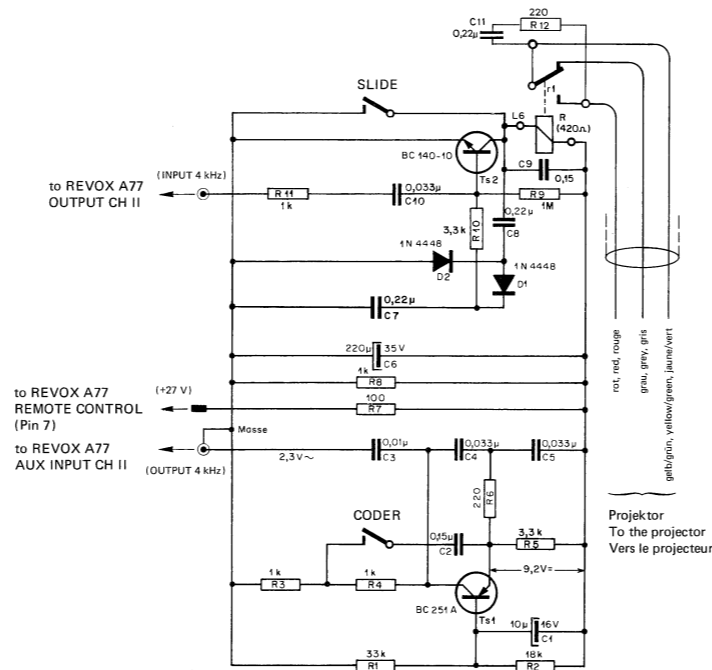 C11
0,22µ
220
R12
SLIDE
r1
L6
R
(420Ω)
BC 140-10
Ts2
C9
0,15
(INPUT 4 kHz)
to REVOX A77
OUTPUT CH II
R11
1k
0,033µ
C10
R9
1M
3,3k
R10
0,22µ
C8
1N 4448
D2
1N 4448
D1
0,22µ
C7
220µ
35V
C6
1k
R8
to REVOX A77
REMOTE CONTROL
(Pin 7)
(+27 V)
100
R7
Masse
to REVOX A77
AUX INPUT CH II
(OUTPUT 4 kHz)
2,3V~
0,01µ
C3
0,033µ
C4
0,033µ
C5
220
R6
CODER
0,15µ
C2
3,3k
R5
9,2V=
1k
R3
1k
R4
BC 251 A
Ts1
10µ
16V
C1
33k
R1
18k
R2
rot, red, rouge
grau, grey, gris
gelb/grün, yellow/green, jaune/vert
Projektor
To the projector
Vers le projecteur